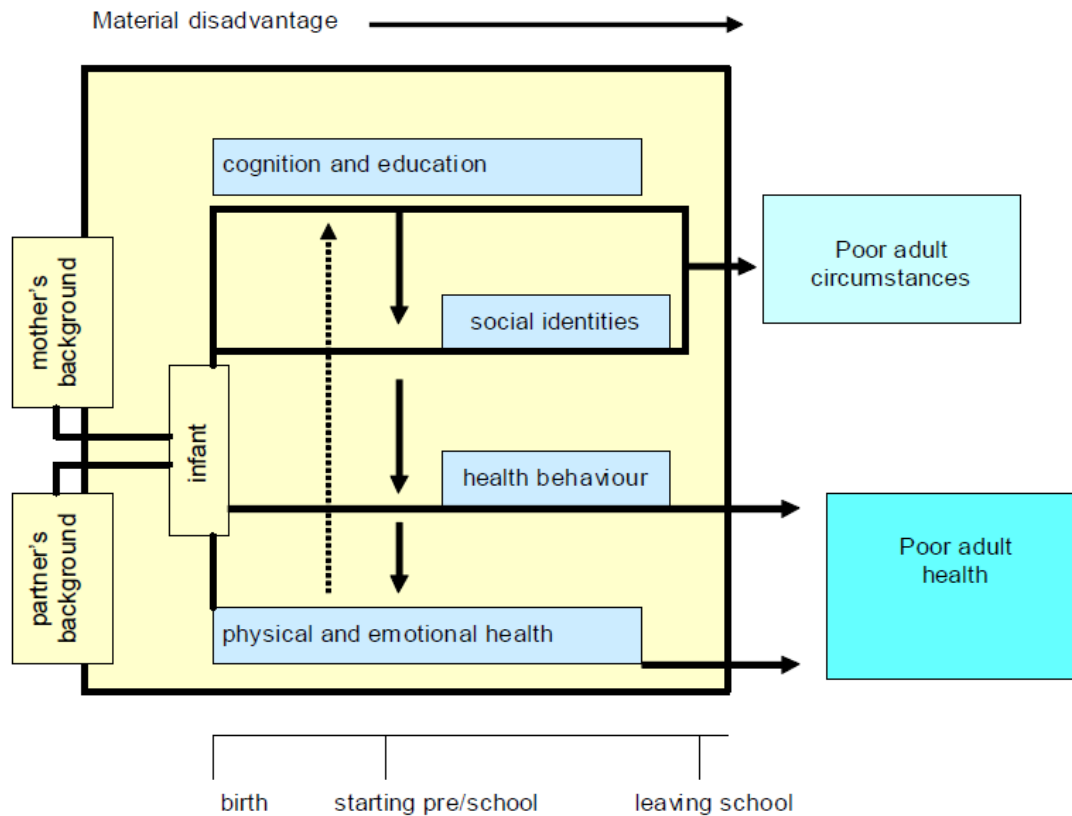 Material disadvantage
cognition and education
mother's
background
Poor adult
circumstances
social identities
infant
health behaviour
partner's
background
Poor adult
health
physical and emotional health
birth
starting pre/school
leaving school